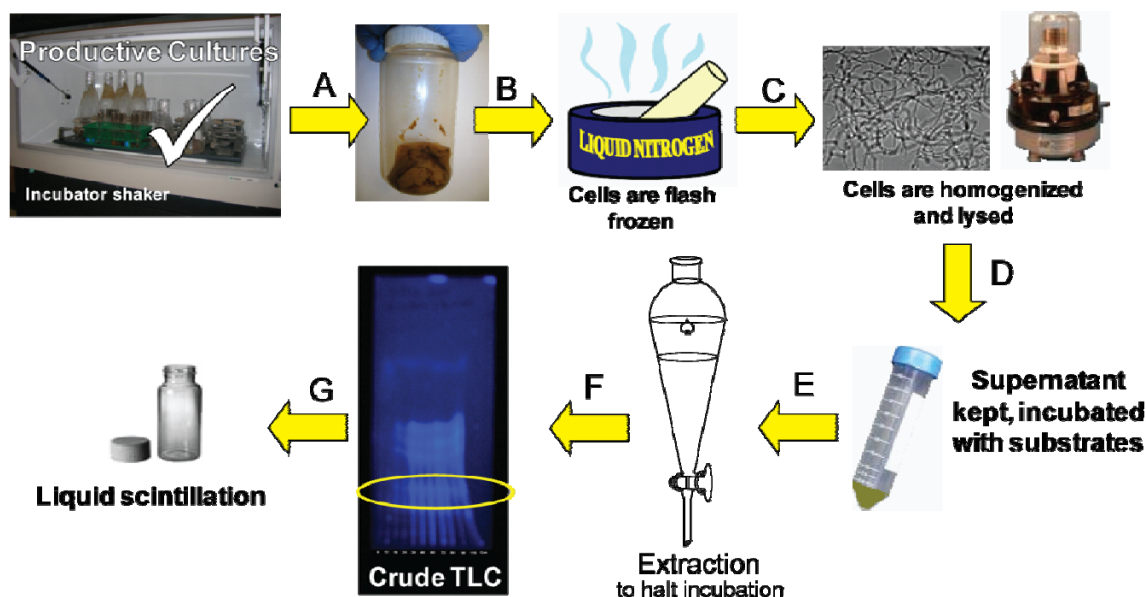 Productive Cultures
Incubator shaker
A
B
LIQUID NITROGEN
Cells are flash
frozen
C
Cells are homogenized
and lysed
D
Supernatant
kept, incubated
with substrates
E
Extraction
to halt incubation
F
Crude TLC
G
Liquid scintillation